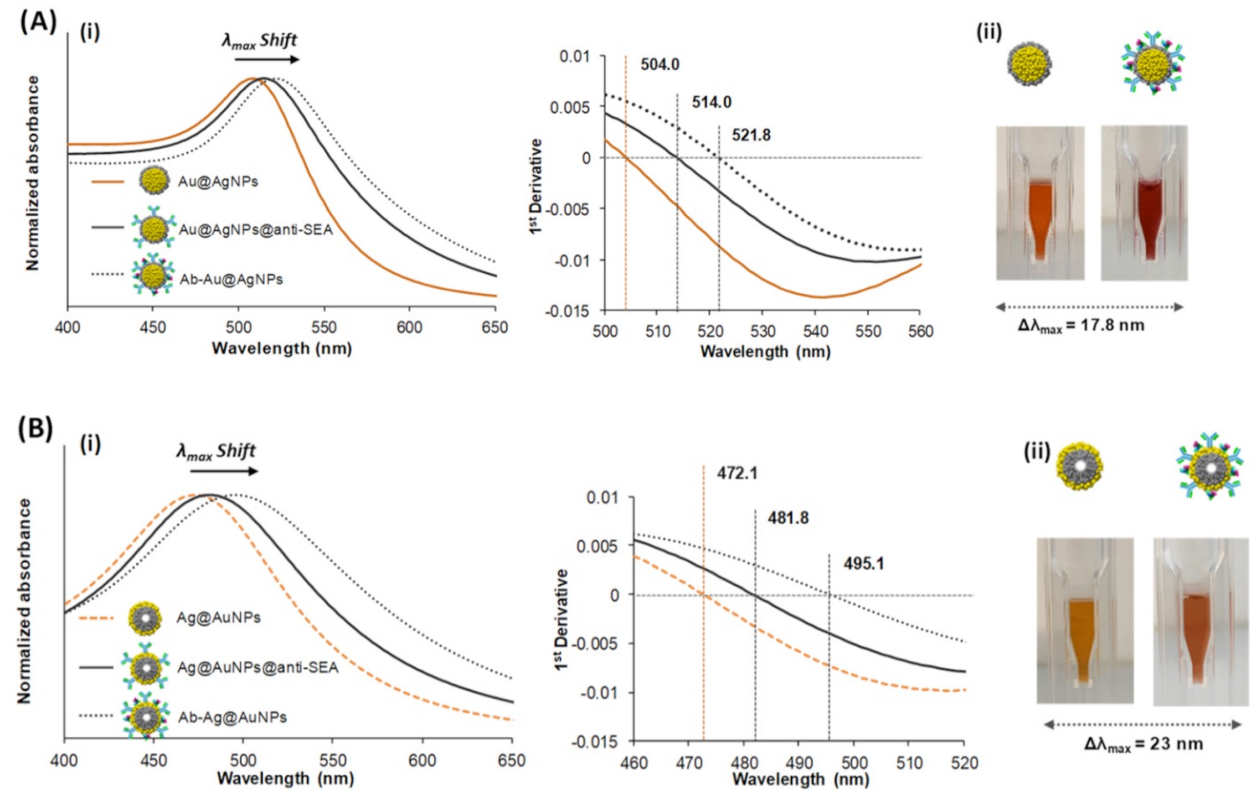 (A)
(i)
λmax Shift
Normalized absorbance
Au@AgNPs
Au@AgNPs@anti-SEA
Ab-Au@AgNPs
400 450 500 550 600 650
Wavelength (nm)
0.01
0.005
0
-0.005
-0.01
-0.015
1st Derivative
504.0
514.0
521.8
500 510 520 530 540 550 560
Wavelength (nm)
(ii)
Δλmax = 17.8 nm
(B)
(i)
λmax Shift
Normalized absorbance
Ag@AuNPs
Ag@AuNPs@anti-SEA
Ab-Ag@AuNPs
400 450 500 550 600 650
Wavelength (nm)
0.01
0.005
0
-0.005
-0.01
-0.015
1st Derivative
472.1
481.8
495.1
460 470 480 490 500 510 520
Wavelength (nm)
(ii)
Δλmax = 23 nm